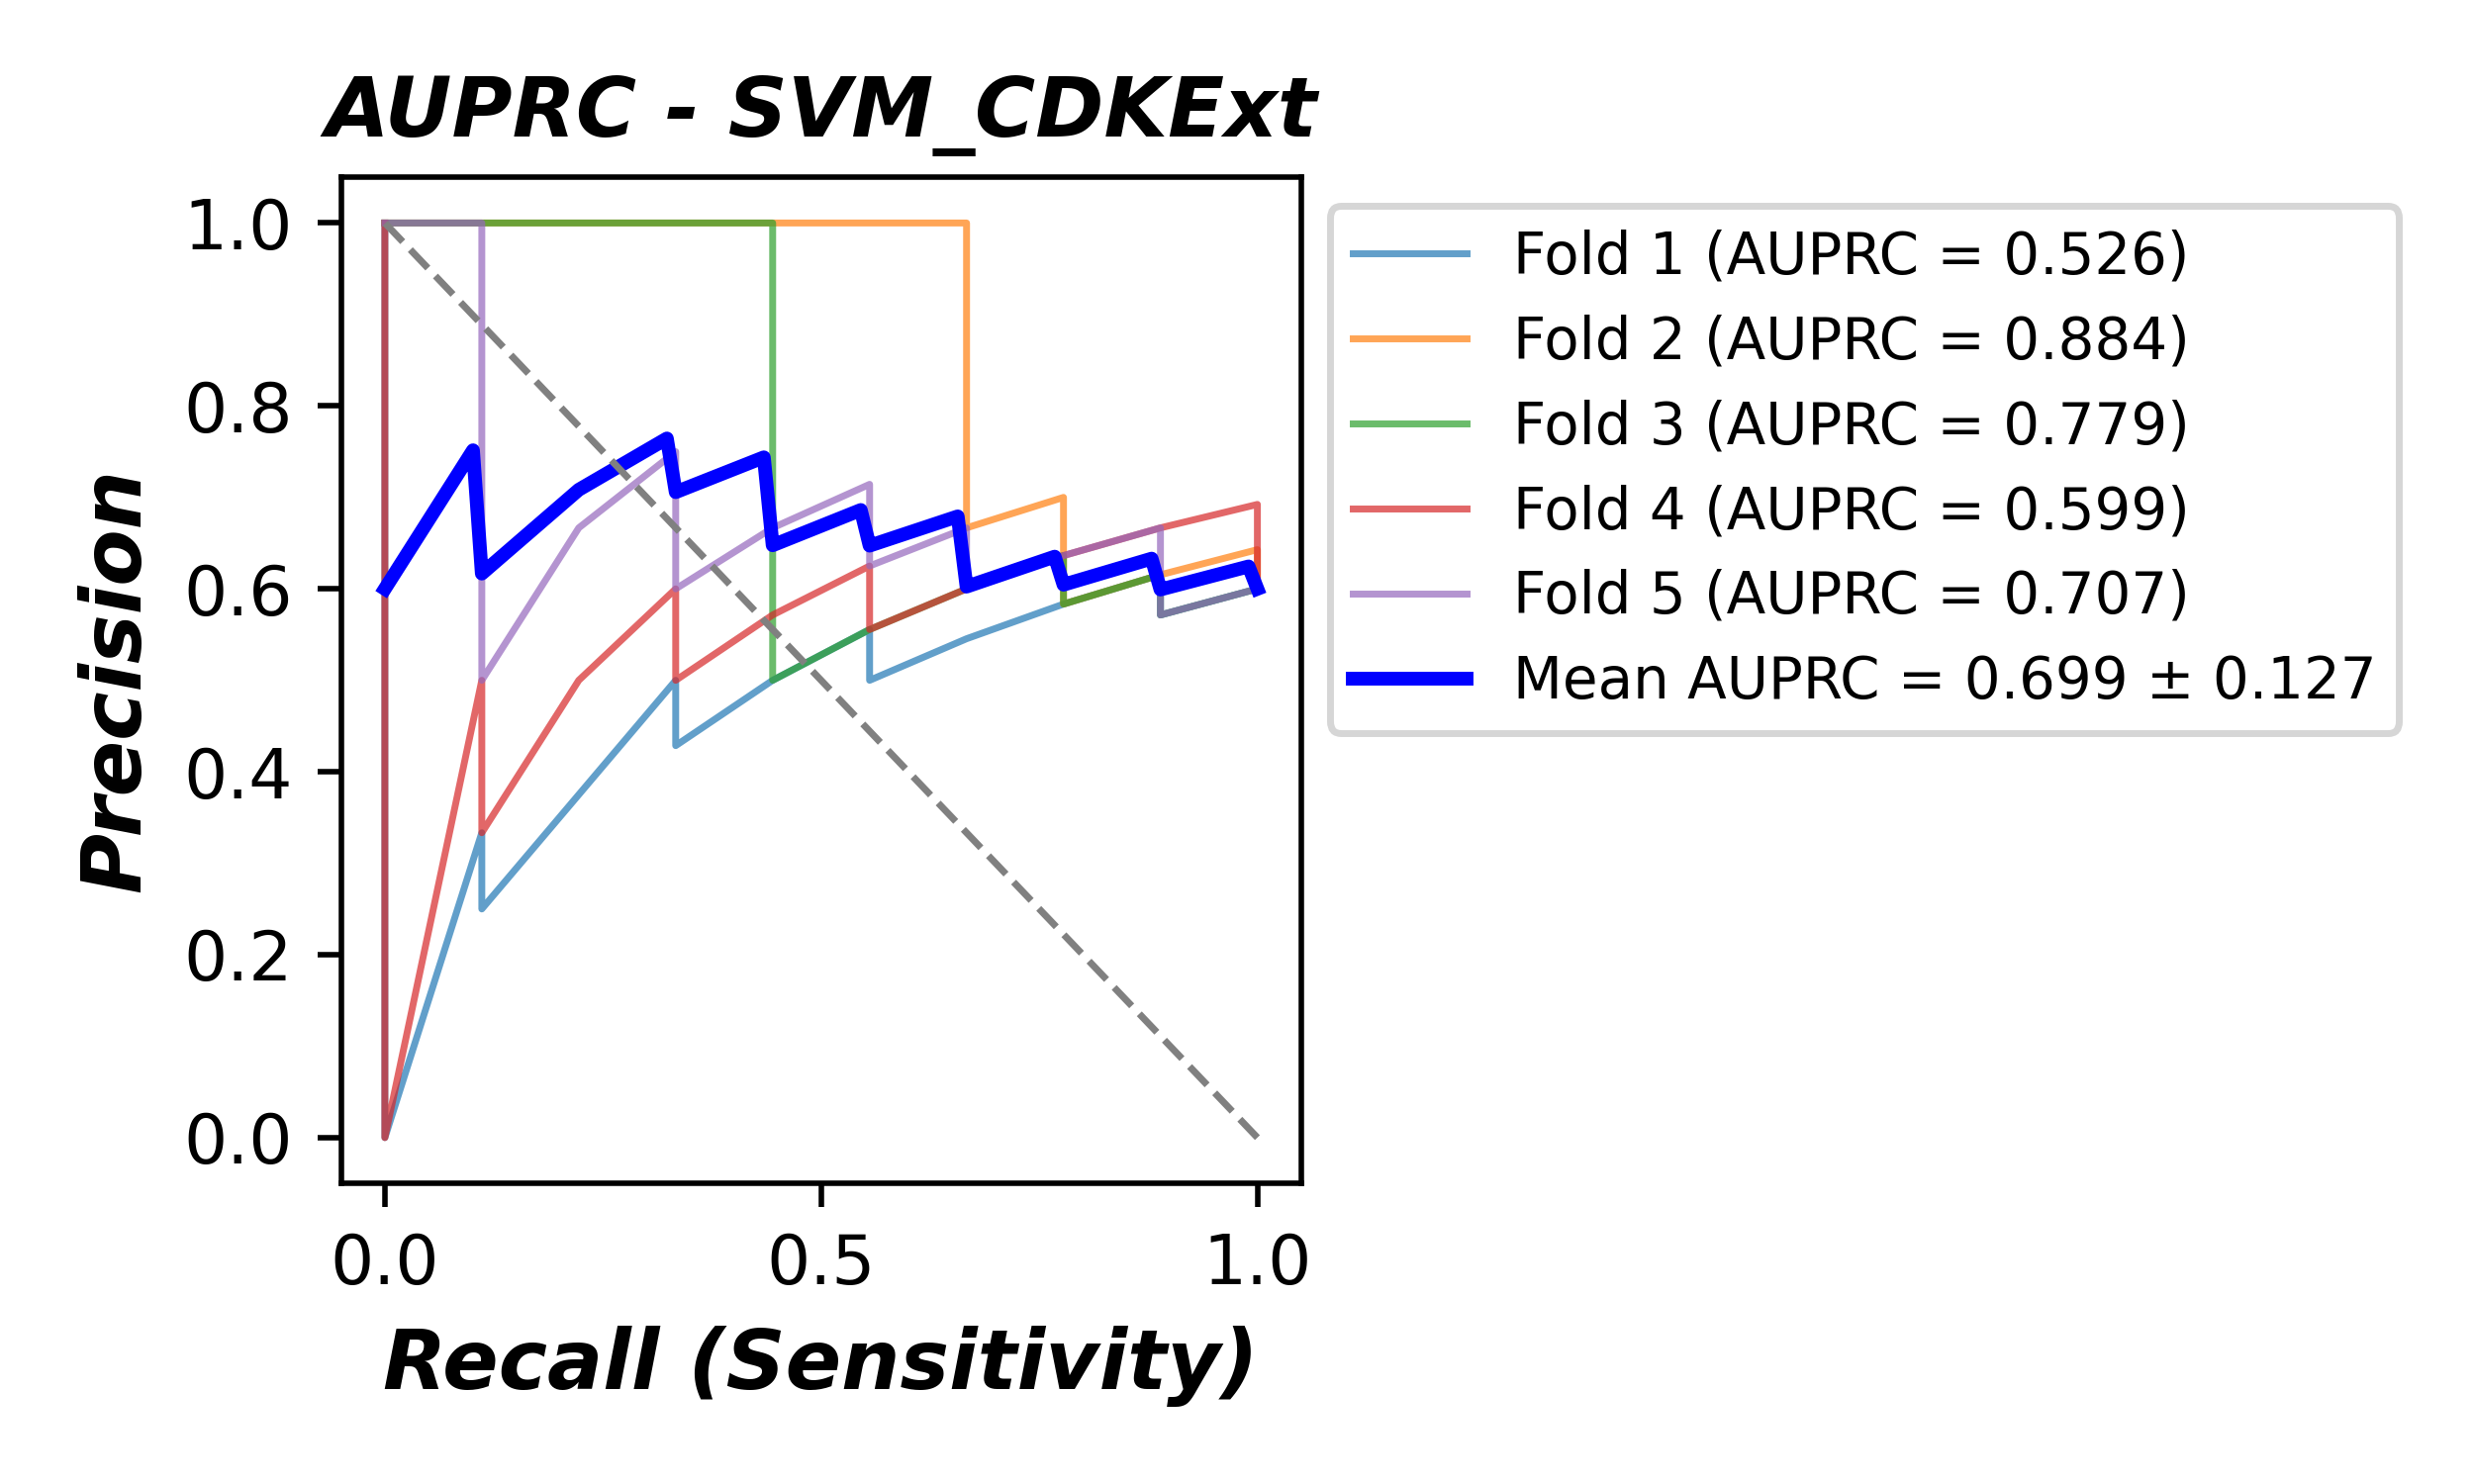 AUPRC - SVM_CDKExt
Precision
1.0
0.8
0.6
0.4
0.2
0.0
0.0 0.5 1.0
Recall (Sensitivity)
Fold 1 (AUPRC = 0.526)
Fold 2 (AUPRC = 0.884)
Fold 3 (AUPRC = 0.779)
Fold 4 (AUPRC = 0.599)
Fold 5 (AUPRC = 0.707)
Mean AUPRC = 0.699 ± 0.127